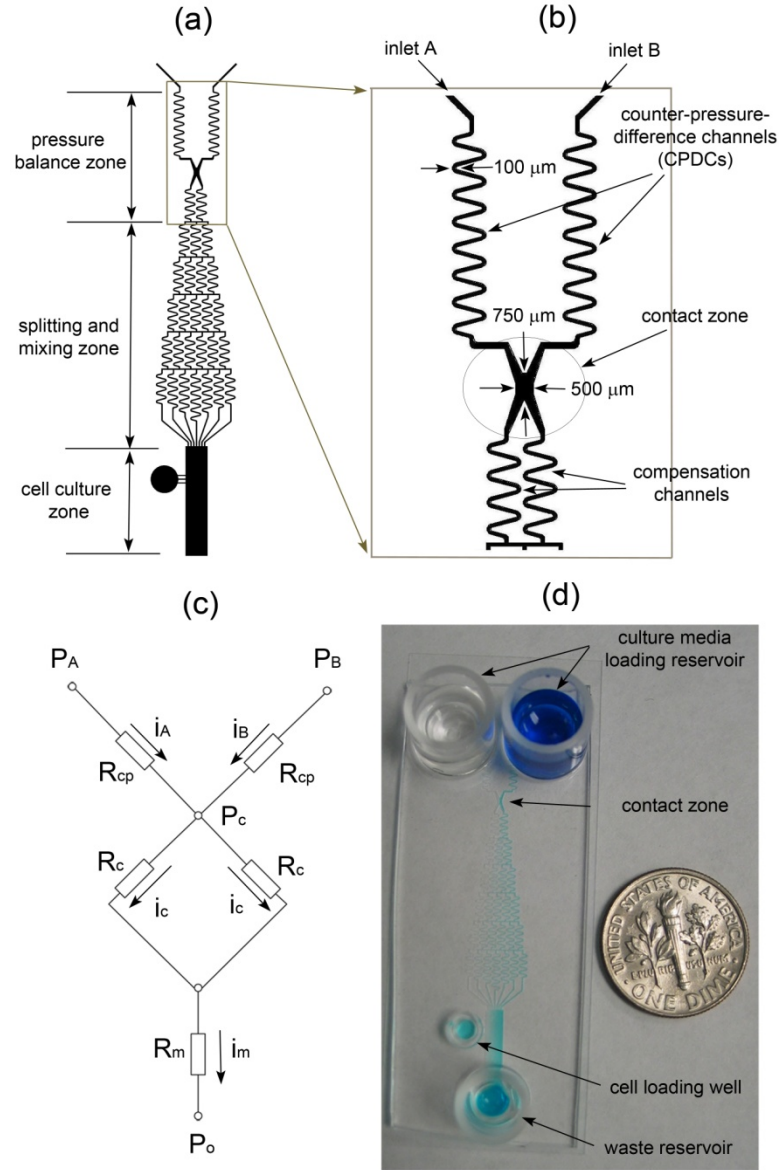 (a)
pressure
balance zone
splitting and
mixing zone
cell culture
zone
(b)
inlet A
inlet B
counter-pressure-
difference channels
(CPDCs)
100 μm
750 μm
contact zone
500 μm
compensation
channels
(c)
PA
PB
iA
iB
Rcp
Rcp
Pc
Rc
Rc
ic
ic
Rm
im
Po
(d)
culture media
loading reservoir
contact zone
UNITED STATES OF AMERICA
E PLURIBUS UNUM
ONE DIME
cell loading well
waste reservoir